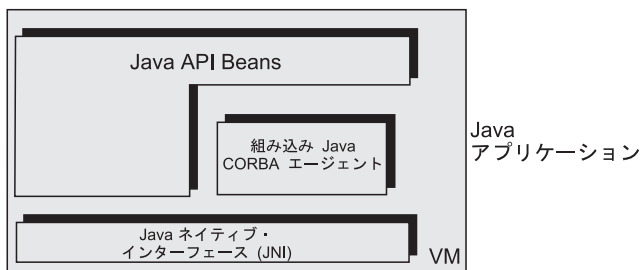 Java API Beans
組み込み Java
CORBA エージェント
Java
アプリケーション
Java ネイティブ・
インターフェース (JNI)
VM